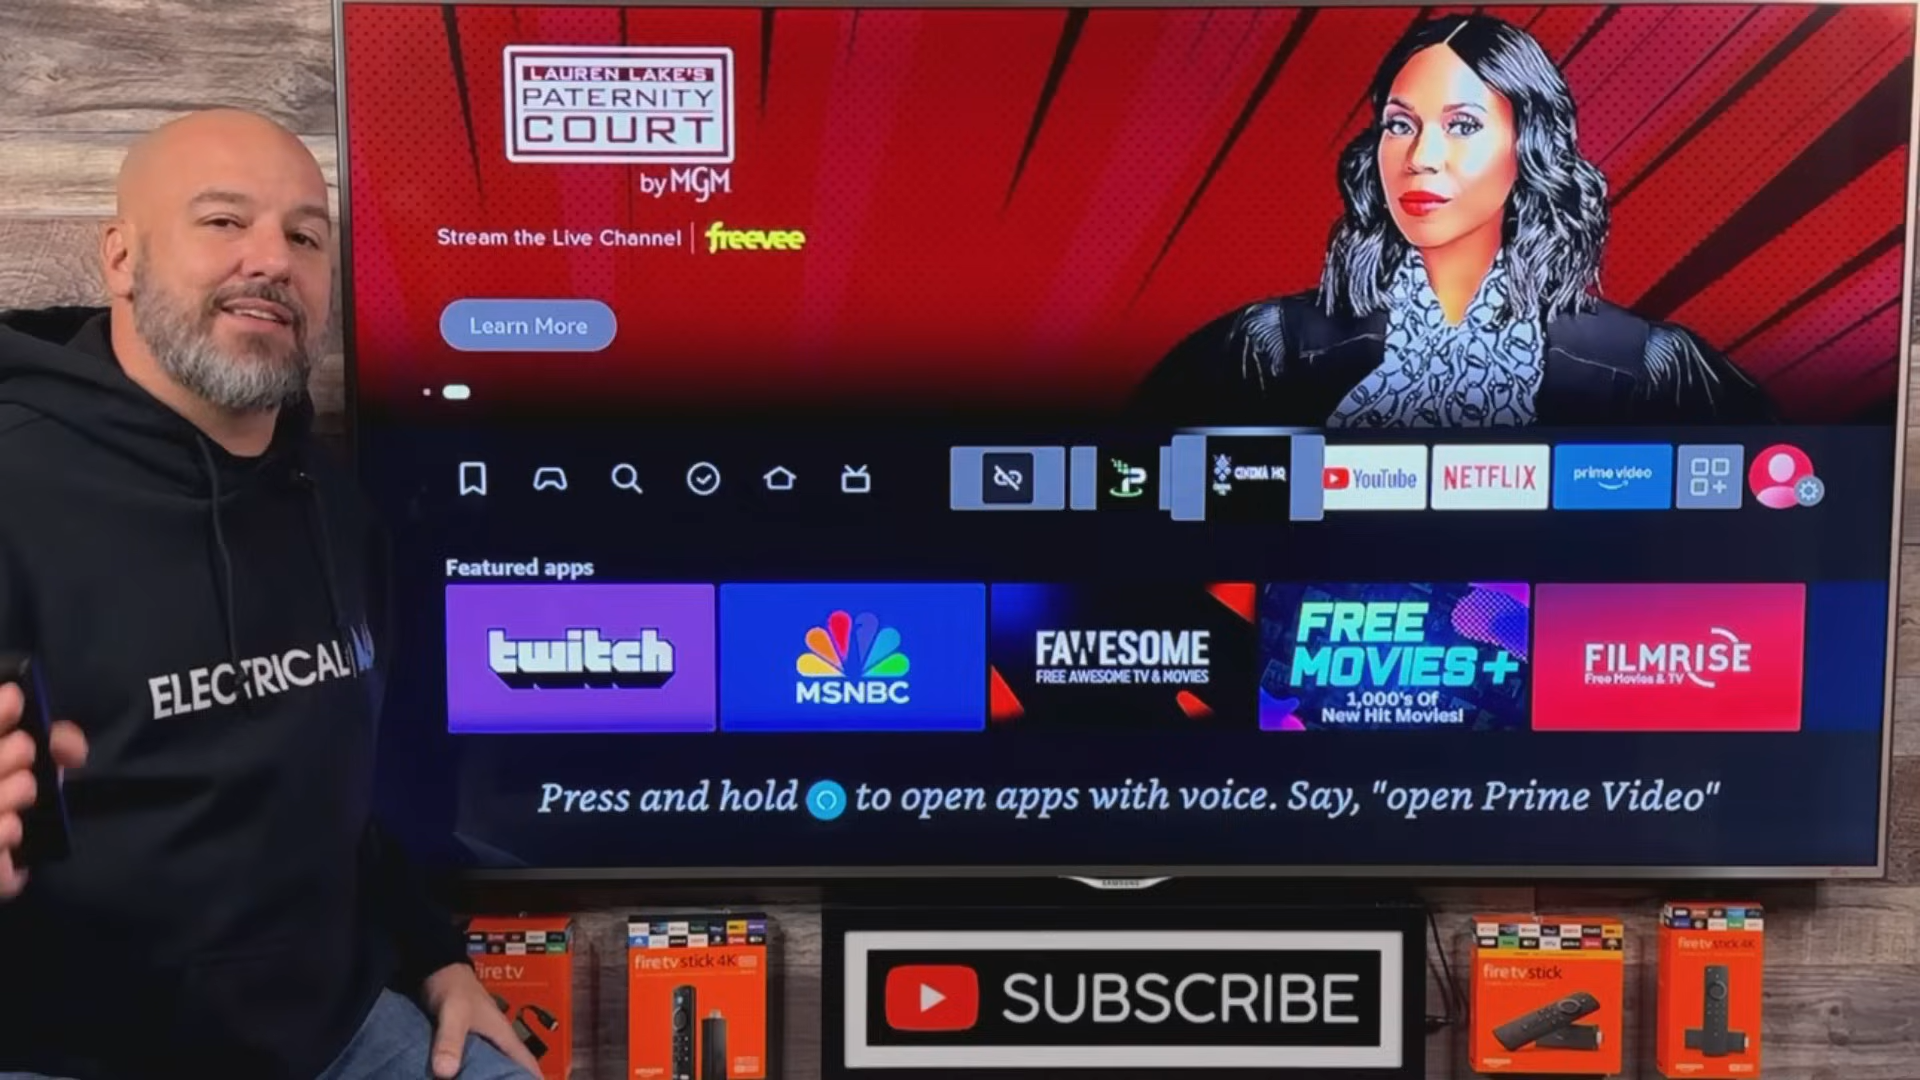 LAUREN LAKE'S
PATERNITY
COURT
by MGM
Stream the Live Channel | freevee
Learn More
CINEMA HQ
YouTube
NETFLIX
prime video
Featured apps
twitch
MSNBC
FAWESOME
FREE AWESOME TV & MOVIES
FREE
MOVIES+
1,000's Of
New Hit Movies!
FILMRISE
Free Movies & TV
Press and hold to open apps with voice. Say, "open Prime Video"
ELECTRICAL
SAMSUNG
fire tv
fire tv stick 4K
SUBSCRIBE
fire tv stick
fire tv stick 4K